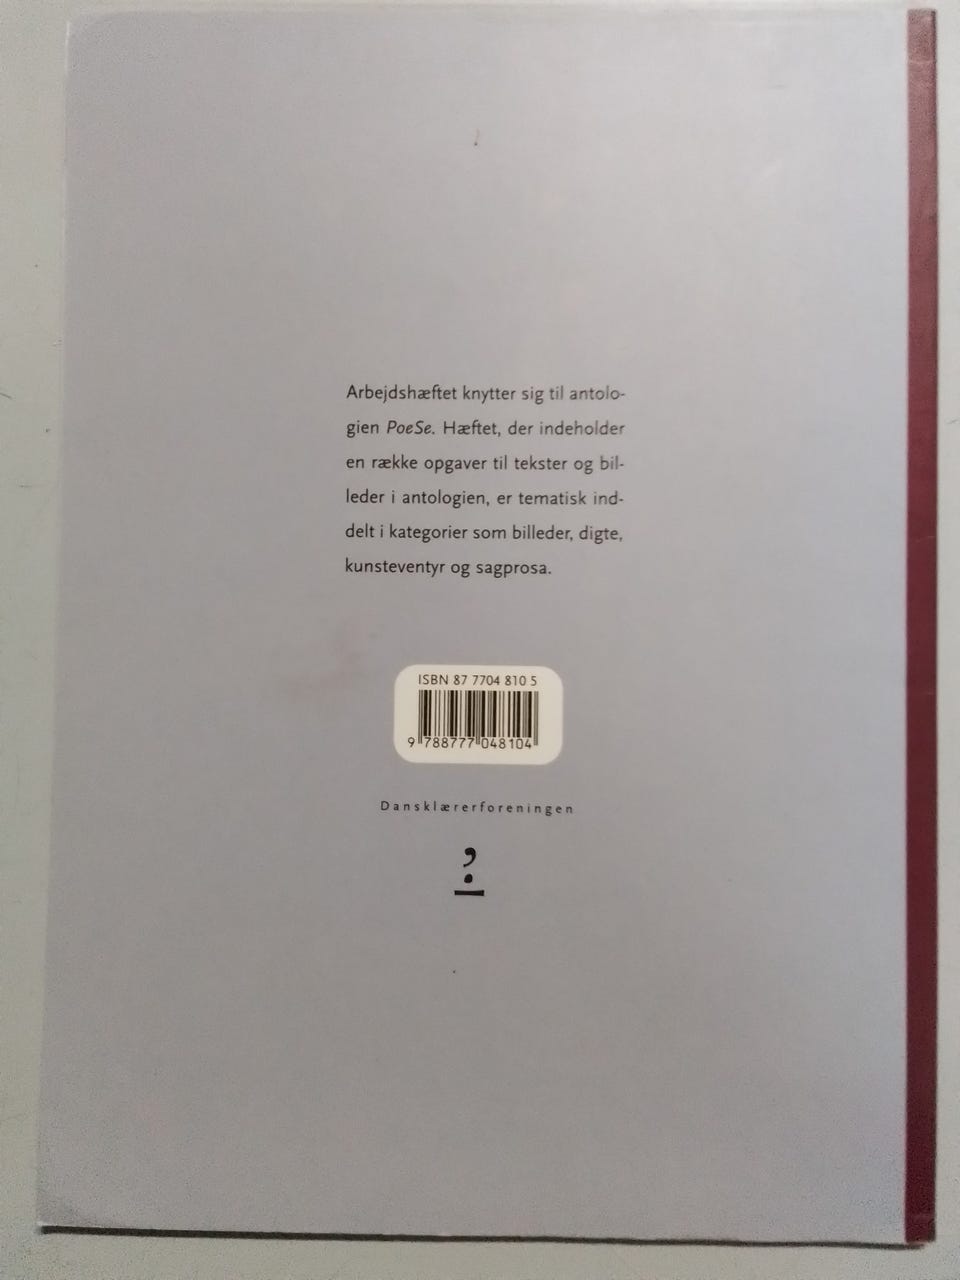 Arbejdshæftet knytter sig til antolo-
gien PoeSe. Hæftet, der indeholder
en række opgaver til tekster og bil-
leder i antologien, er tematisk ind-
delt i kategorier som billeder, digte,
kunsteventyr og sagprosa.
ISBN 87 7704 810 5
9 788777 048104
Dansklærerforeningen